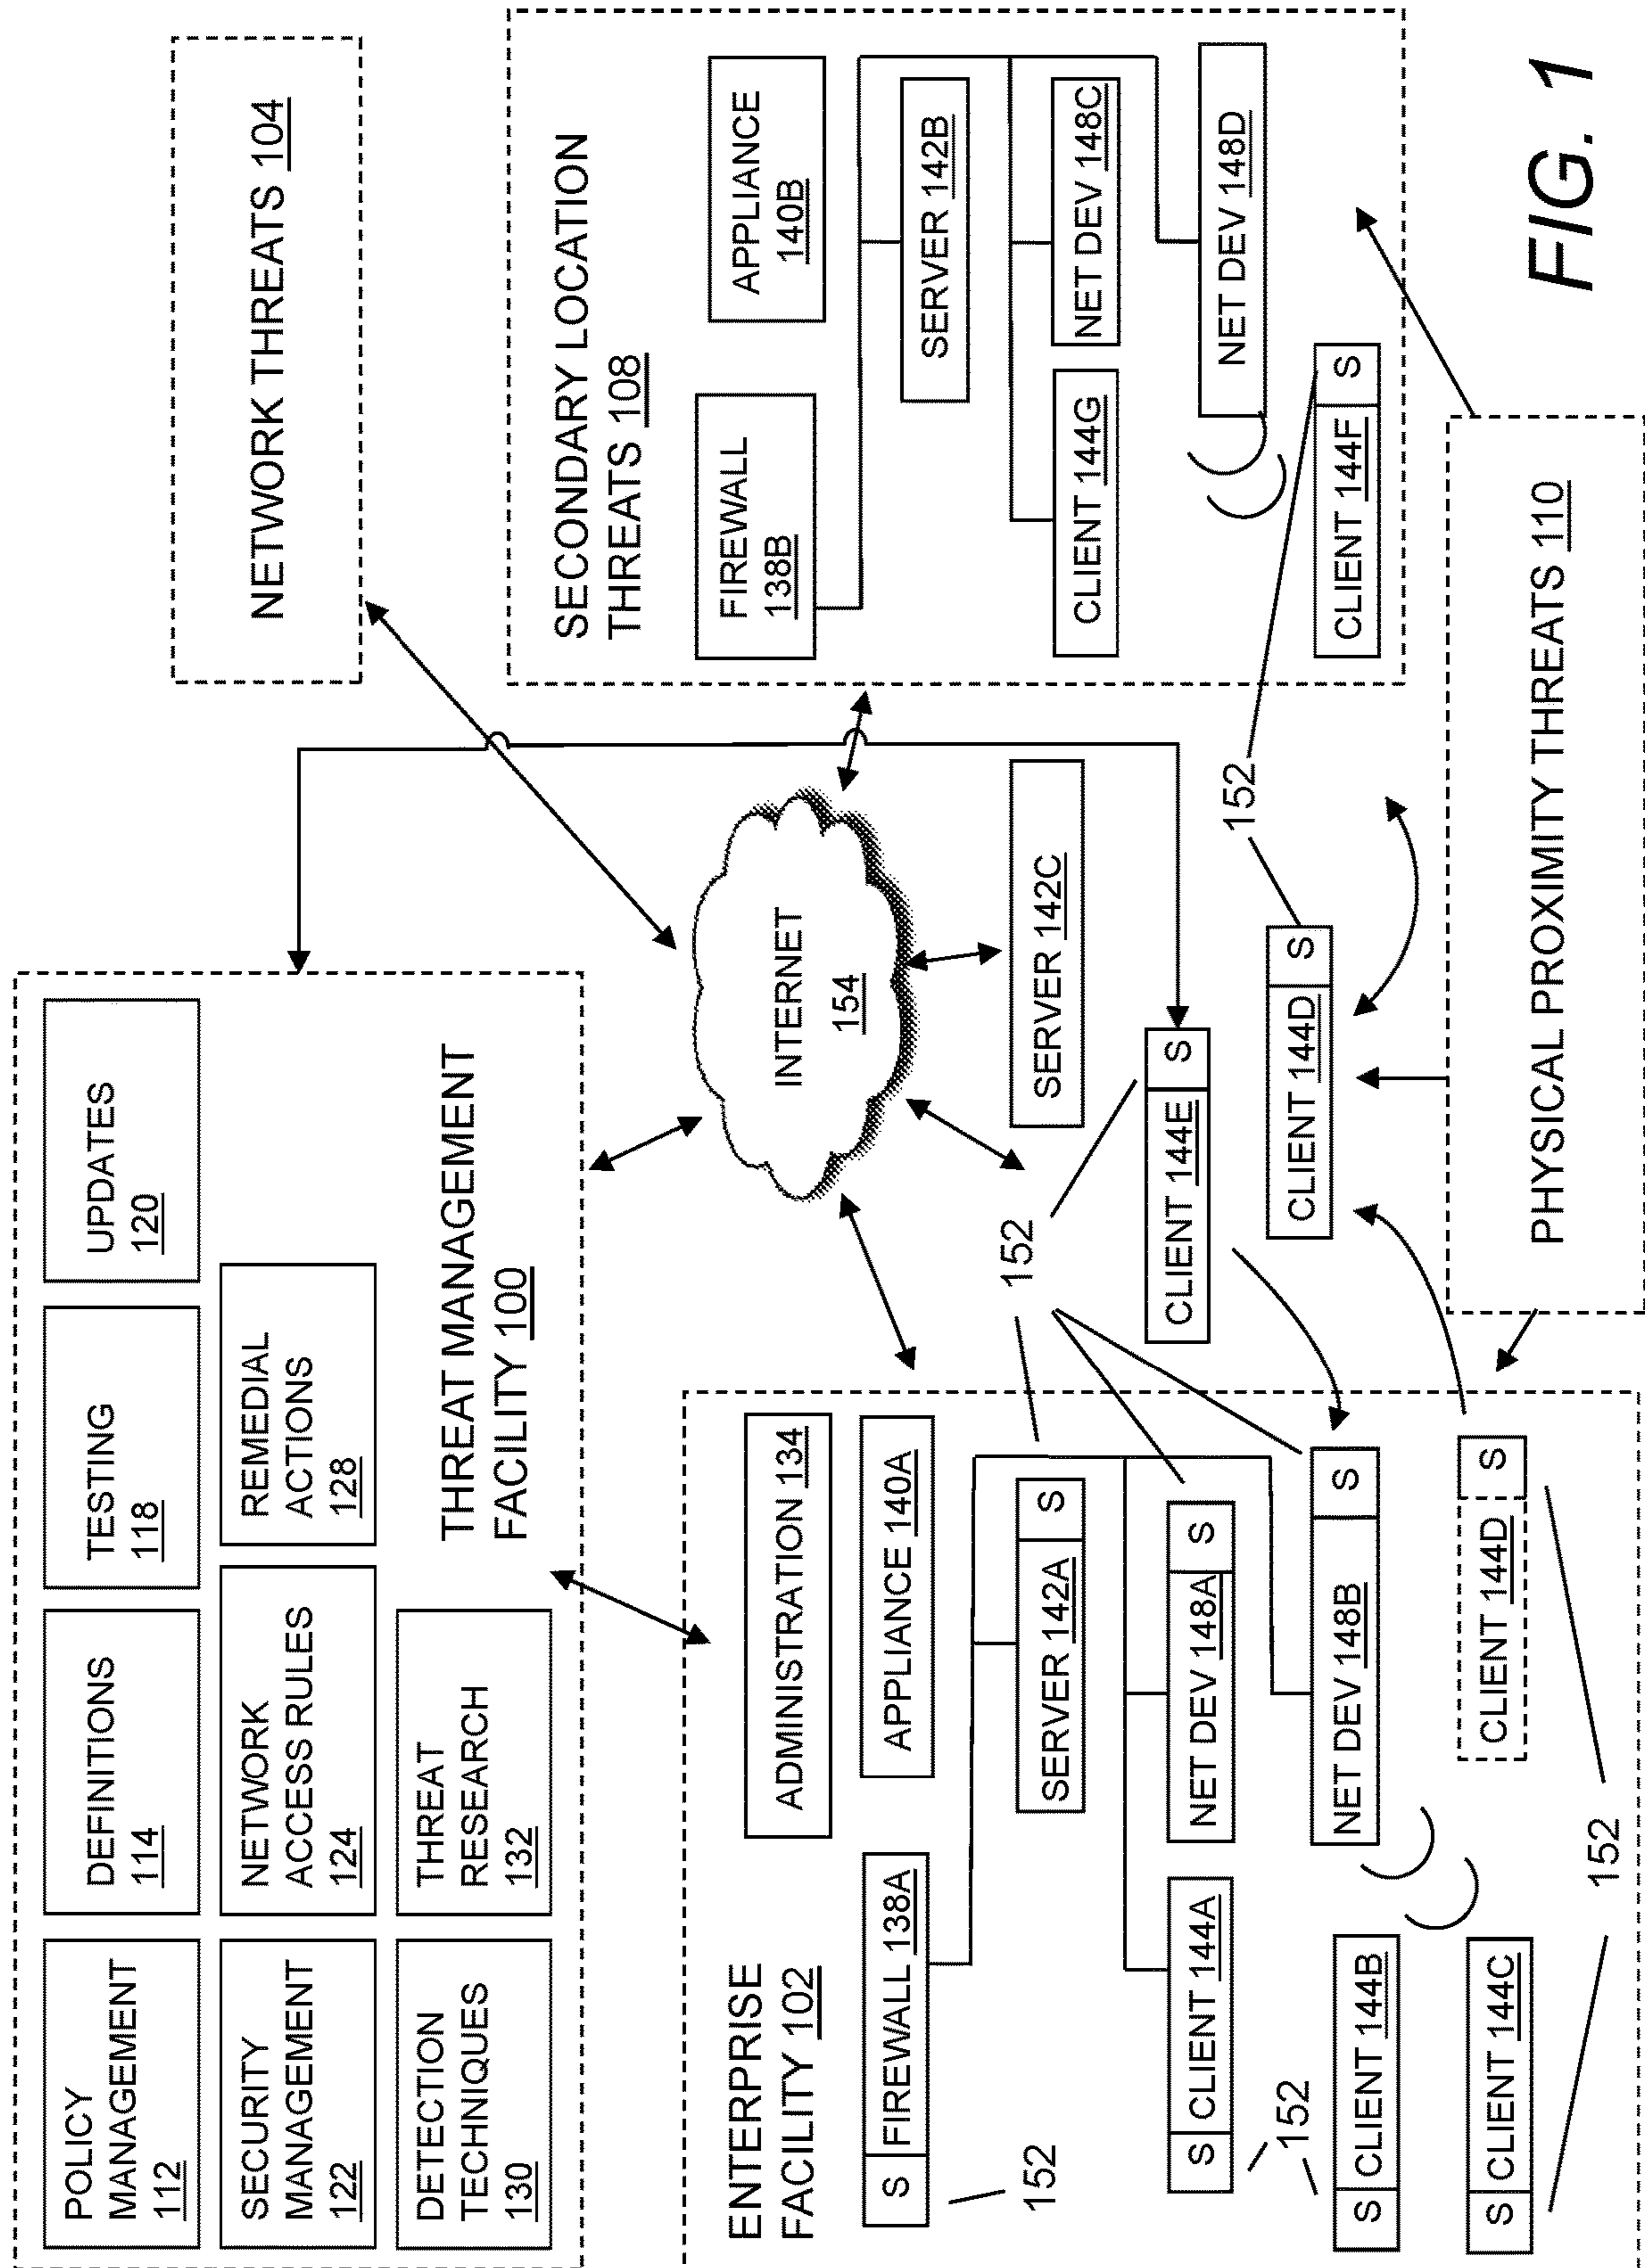 POLICY
MANAGEMENT
112
DEFINITIONS
114
TESTING
118
UPDATES
120
SECURITY
MANAGEMENT
122
NETWORK
ACCESS RULES
124
REMEDIAL
ACTIONS
128
DETECTION
TECHNIQUES
130
THREAT
RESEARCH
132
THREAT MANAGEMENT
FACILITY 100
NETWORK THREATS 104
ENTERPRISE
FACILITY 102
ADMINISTRATION 134
S FIREWALL 138A
APPLIANCE 140A
152
SERVER 142A S
S CLIENT 144A
NET DEV 148A S
152
S CLIENT 144B
NET DEV 148B S
S CLIENT 144C
CLIENT 144D S
152
INTERNET
154
SERVER 142C
152
CLIENT 144E S
CLIENT 144D S
152
SECONDARY LOCATION
THREATS 108
FIREWALL
138B
APPLIANCE
140B
SERVER 142B
CLIENT 144G
NET DEV 148C
NET DEV 148D
CLIENT 144F S
PHYSICAL PROXIMITY THREATS 110
FIG. 1